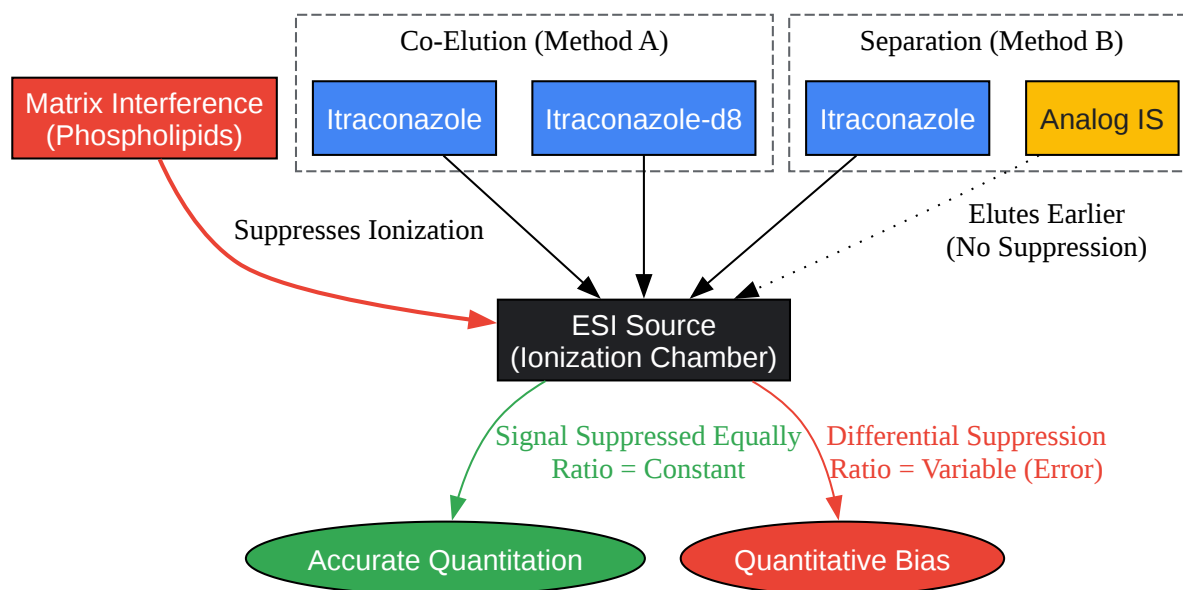 Co-Elution (Method A)
Separation (Method B)
Matrix Interference
(Phospholipids)
Itraconazole
Itraconazole-d8
Itraconazole
Analog IS
Suppresses Ionization
Elutes Earlier
(No Suppression)
ESI Source
(Ionization Chamber)
Signal Suppressed Equally
Ratio = Constant
Differential Suppression
Ratio = Variable (Error)
Accurate Quantitation
Quantitative Bias